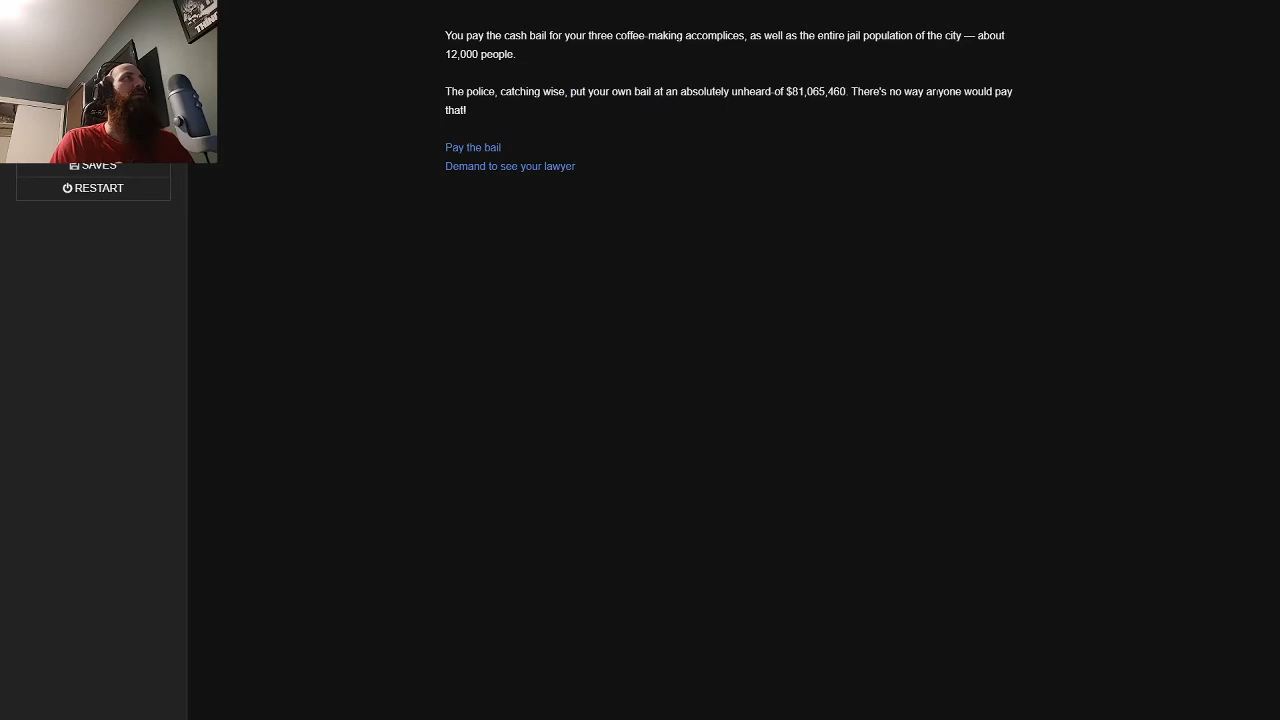 You pay the cash bail for your three coffee-making accomplices, as well as the entire jail population of the city — about
12,000 people.
The police, catching wise, put your own bail at an absolutely unheard-of $81,065,460. There's no way anyone would pay
that!
Pay the bail
Demand to see your lawyer
SAVES
RESTART